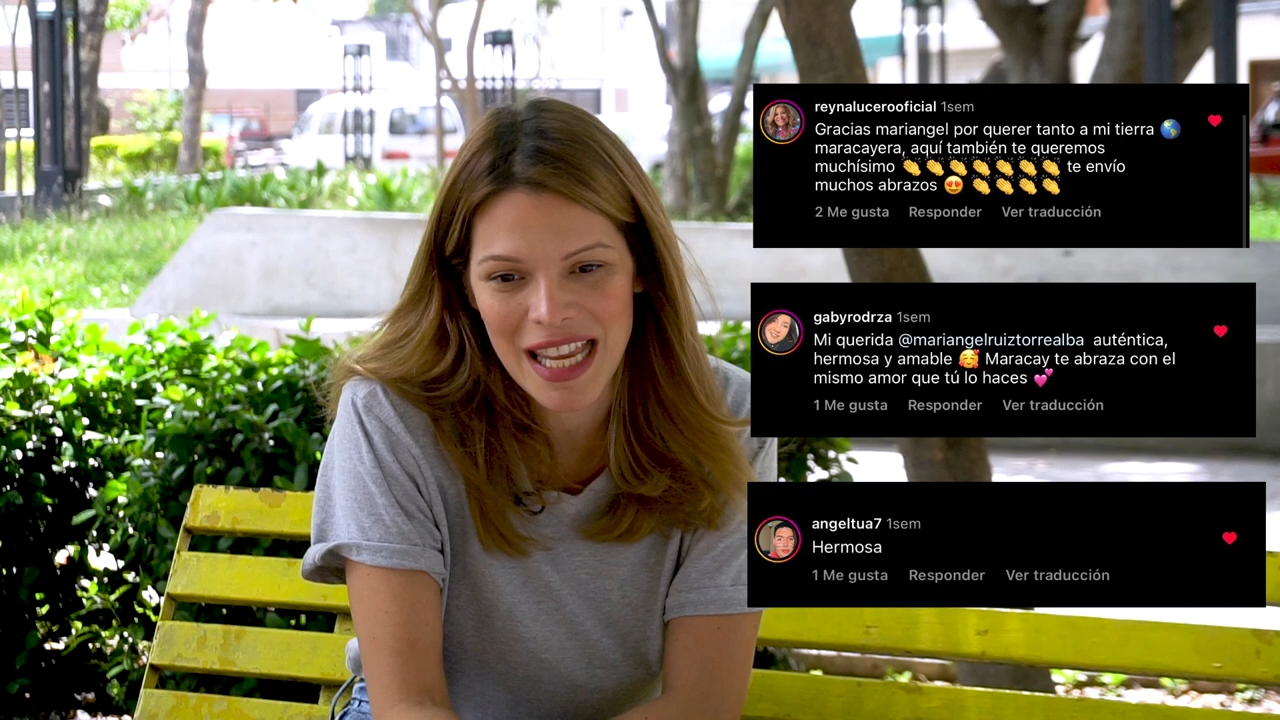 reynalucerooficial 1sem
Gracias mariangel por querer tanto a mi tierra 🌎
maracayera, aquí también te queremos
muchísimo 👏👏👏👏👏👏👏 te envío
muchos abrazos 😍 👏👏👏👏
2 Me gusta Responder Ver traducción
gabyrodrza 1sem
Mi querida @mariangelruiztorrealba auténtica,
hermosa y amable 🥰 Maracay te abraza con el
mismo amor que tú lo haces 💕
1 Me gusta Responder Ver traducción
angeltua7 1sem
Hermosa
1 Me gusta Responder Ver traducción